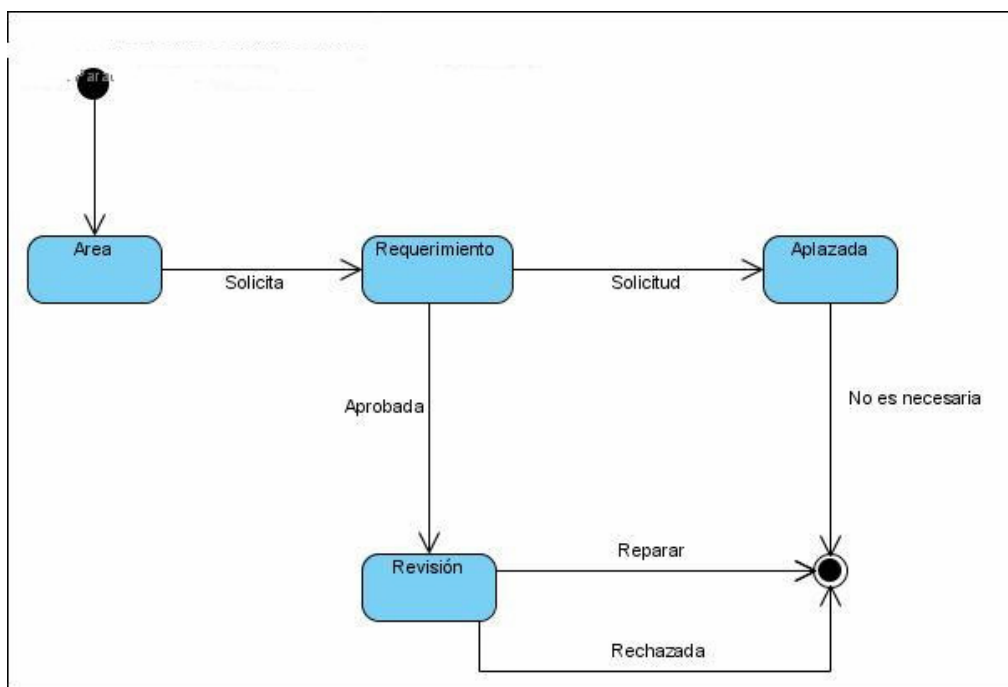 Area
Solicita
Requerimiento
Solicitud
Aplazada
Aprobada
No es necesaria
Revisión
Reparar
Rechazada